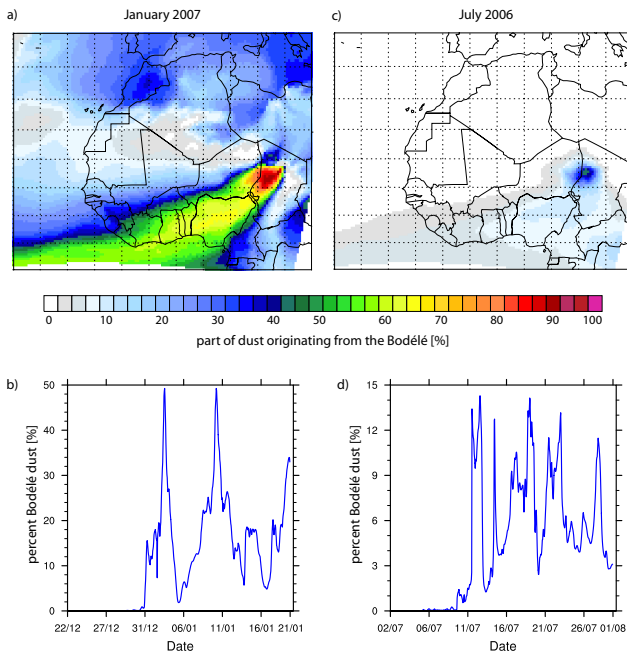 a) January 2007
c) July 2006
0 10 20 30 40 50 60 70 80 90 100
part of dust originating from the Bodélé [%]
b)
percent Bodélé dust [%]
50
40
30
20
10
0
22/12 27/12 31/12 06/01 11/01 16/01 21/01
Date
d)
percent Bodélé dust [%]
15
12
9
6
3
0
02/07 06/07 11/07 16/07 21/07 26/07 01/08
Date